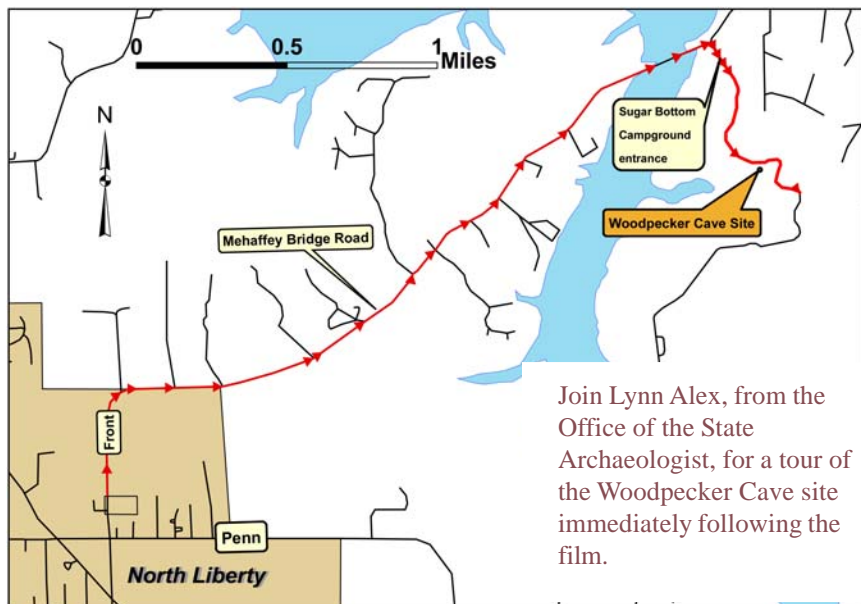 0 0.5 1
Miles
N
Sugar Bottom
Campground
entrance
Woodpecker Cave Site
Mehaffey Bridge Road
Front
Penn
North Liberty
Join Lynn Alex, from the
Office of the State
Archaeologist, for a tour of
the Woodpecker Cave site
immediately following the
film.